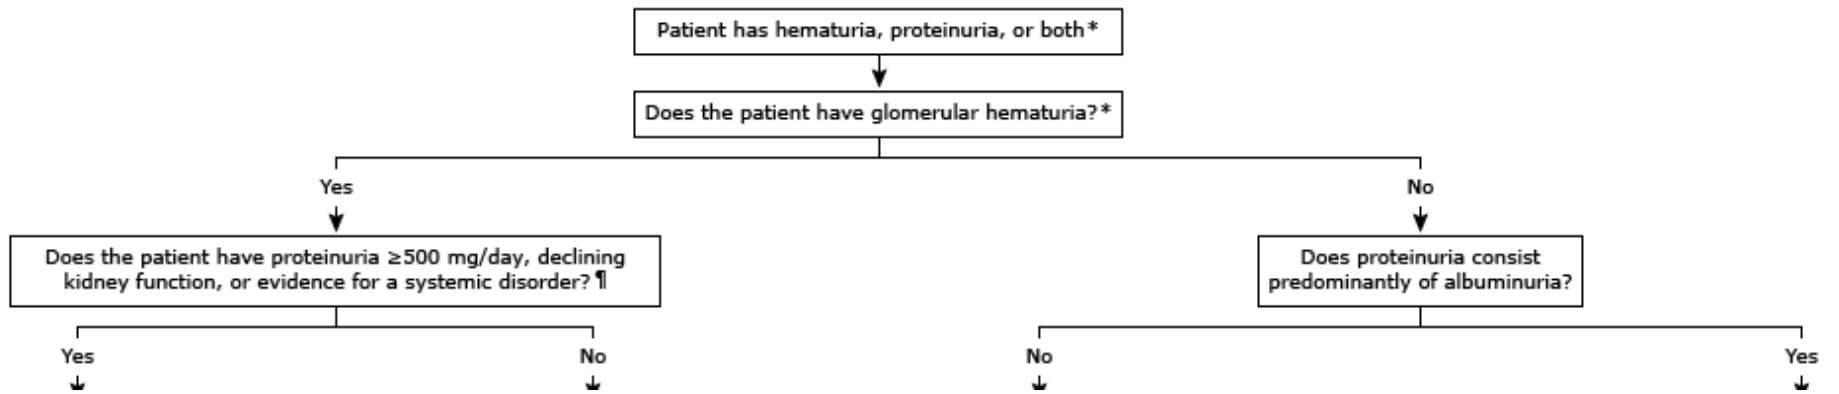 Patient has hematuria, proteinuria, or both*
Does the patient have glomerular hematuria?*
Yes
No
Does the patient have proteinuria ≥500 mg/day, declining
kidney function, or evidence for a systemic disorder?¶
Does proteinuria consist
predominantly of albuminuria?
Yes
No
No
Yes